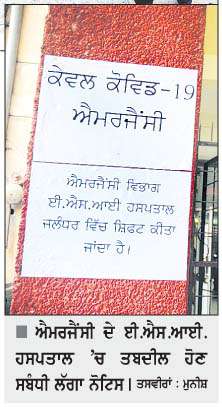 ਕੇਵਲ ਕੋਵਿਡ-19
ਐਮਰਜੈਂਸੀ
ਐਮਰਜੈਂਸੀ ਵਿਭਾਗ
ਈ.ਐਸ.ਆਈ ਹਸਪਤਾਲ
ਜਲੰਧਰ ਵਿੱਚ ਸ਼ਿਫਟ ਕੀਤਾ
ਜਾਂਦਾ ਹੈ।
■ ਐਮਰਜੈਂਸੀ ਦੇ ਈ.ਐਸ.ਆਈ.
ਹਸਪਤਾਲ ’ਚ ਤਬਦੀਲ ਹੋਣ
ਸਬੰਧੀ ਲੱਗਾ ਨੋਟਿਸ। ਤਸਵੀਰਾਂ : ਮੁਨੀਸ਼